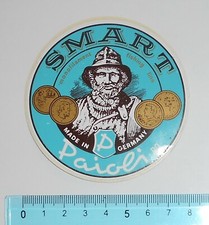 SMART
MADE IN GERMANY
Paioli
0 1 2 3 4 5 6 7 8